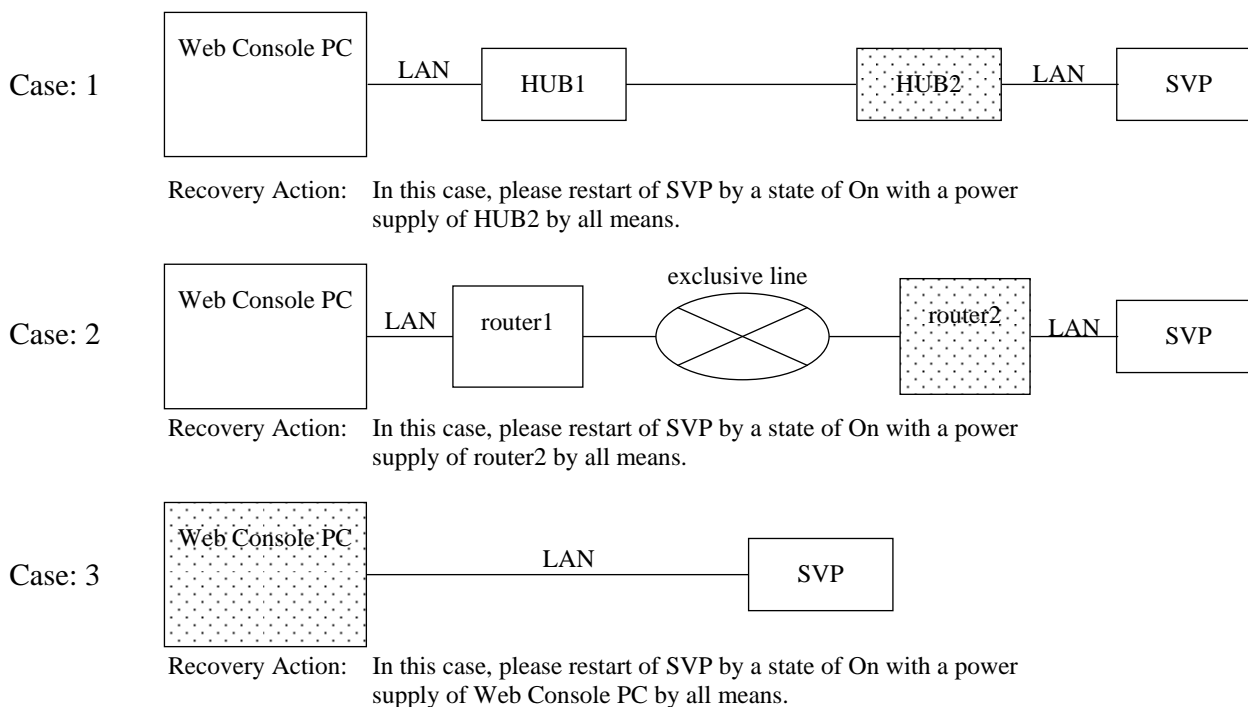 Case: 1
Web Console PC
LAN
HUB1
HUB2
LAN
SVP
Recovery Action: In this case, please restart of SVP by a state of On with a power
supply of HUB2 by all means.
Case: 2
Web Console PC
LAN
router1
exclusive line
router2
LAN
SVP
Recovery Action: In this case, please restart of SVP by a state of On with a power
supply of router2 by all means.
Case: 3
Web Console PC
LAN
SVP
Recovery Action: In this case, please restart of SVP by a state of On with a power
supply of Web Console PC by all means.